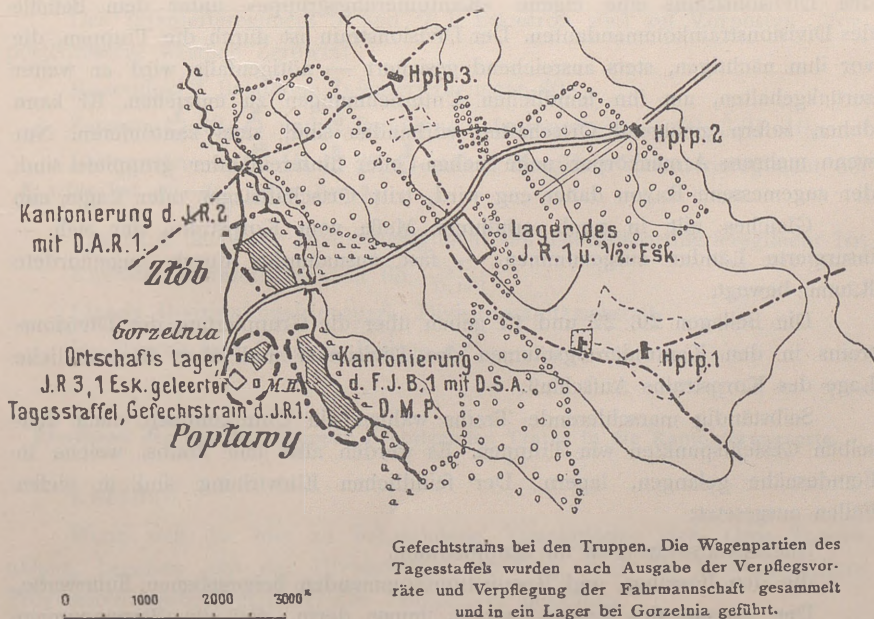 Hptp. 3.
Hptp. 2
Kantonierung d. J.R.2
mit D.A.R.1.
Złób
Lager des
J.R.1 u. ½ Esk.
Gorzelnia
Ortschafts Lager
J.R 3, 1 Esk. geleerter
Tagesstaffel, Gefechtstrain d. J.R.1.
M.H.
Popławy
Kantonierung
d. F.J.B.1 mit D.S.A.
D.M.P.
Hptp. 1
Gefechtstrains bei den Truppen. Die Wagenpartien des
Tagesstaffels wurden nach Ausgabe der Verpflegsvor-
räte und Verpflegung der Fahrmannschaft gesammelt
und in ein Lager bei Gorzelnia geführt.
0 1000 2000 3000x